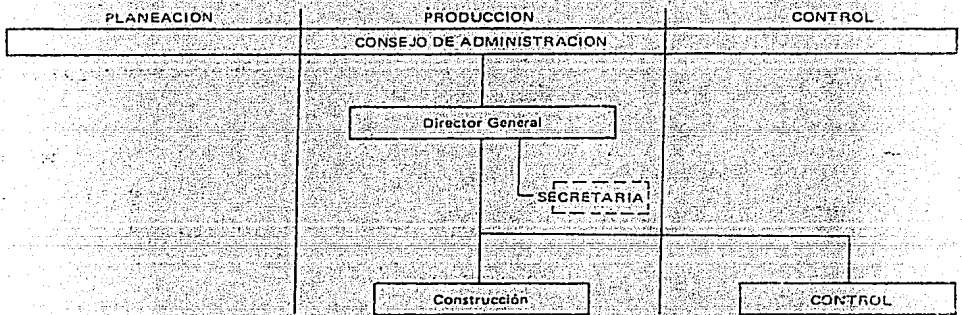 PLANEACION PRODUCCION CONTROL
CONSEJO DE ADMINISTRACION
Director General
SECRETARIA
Construcción CONTROL